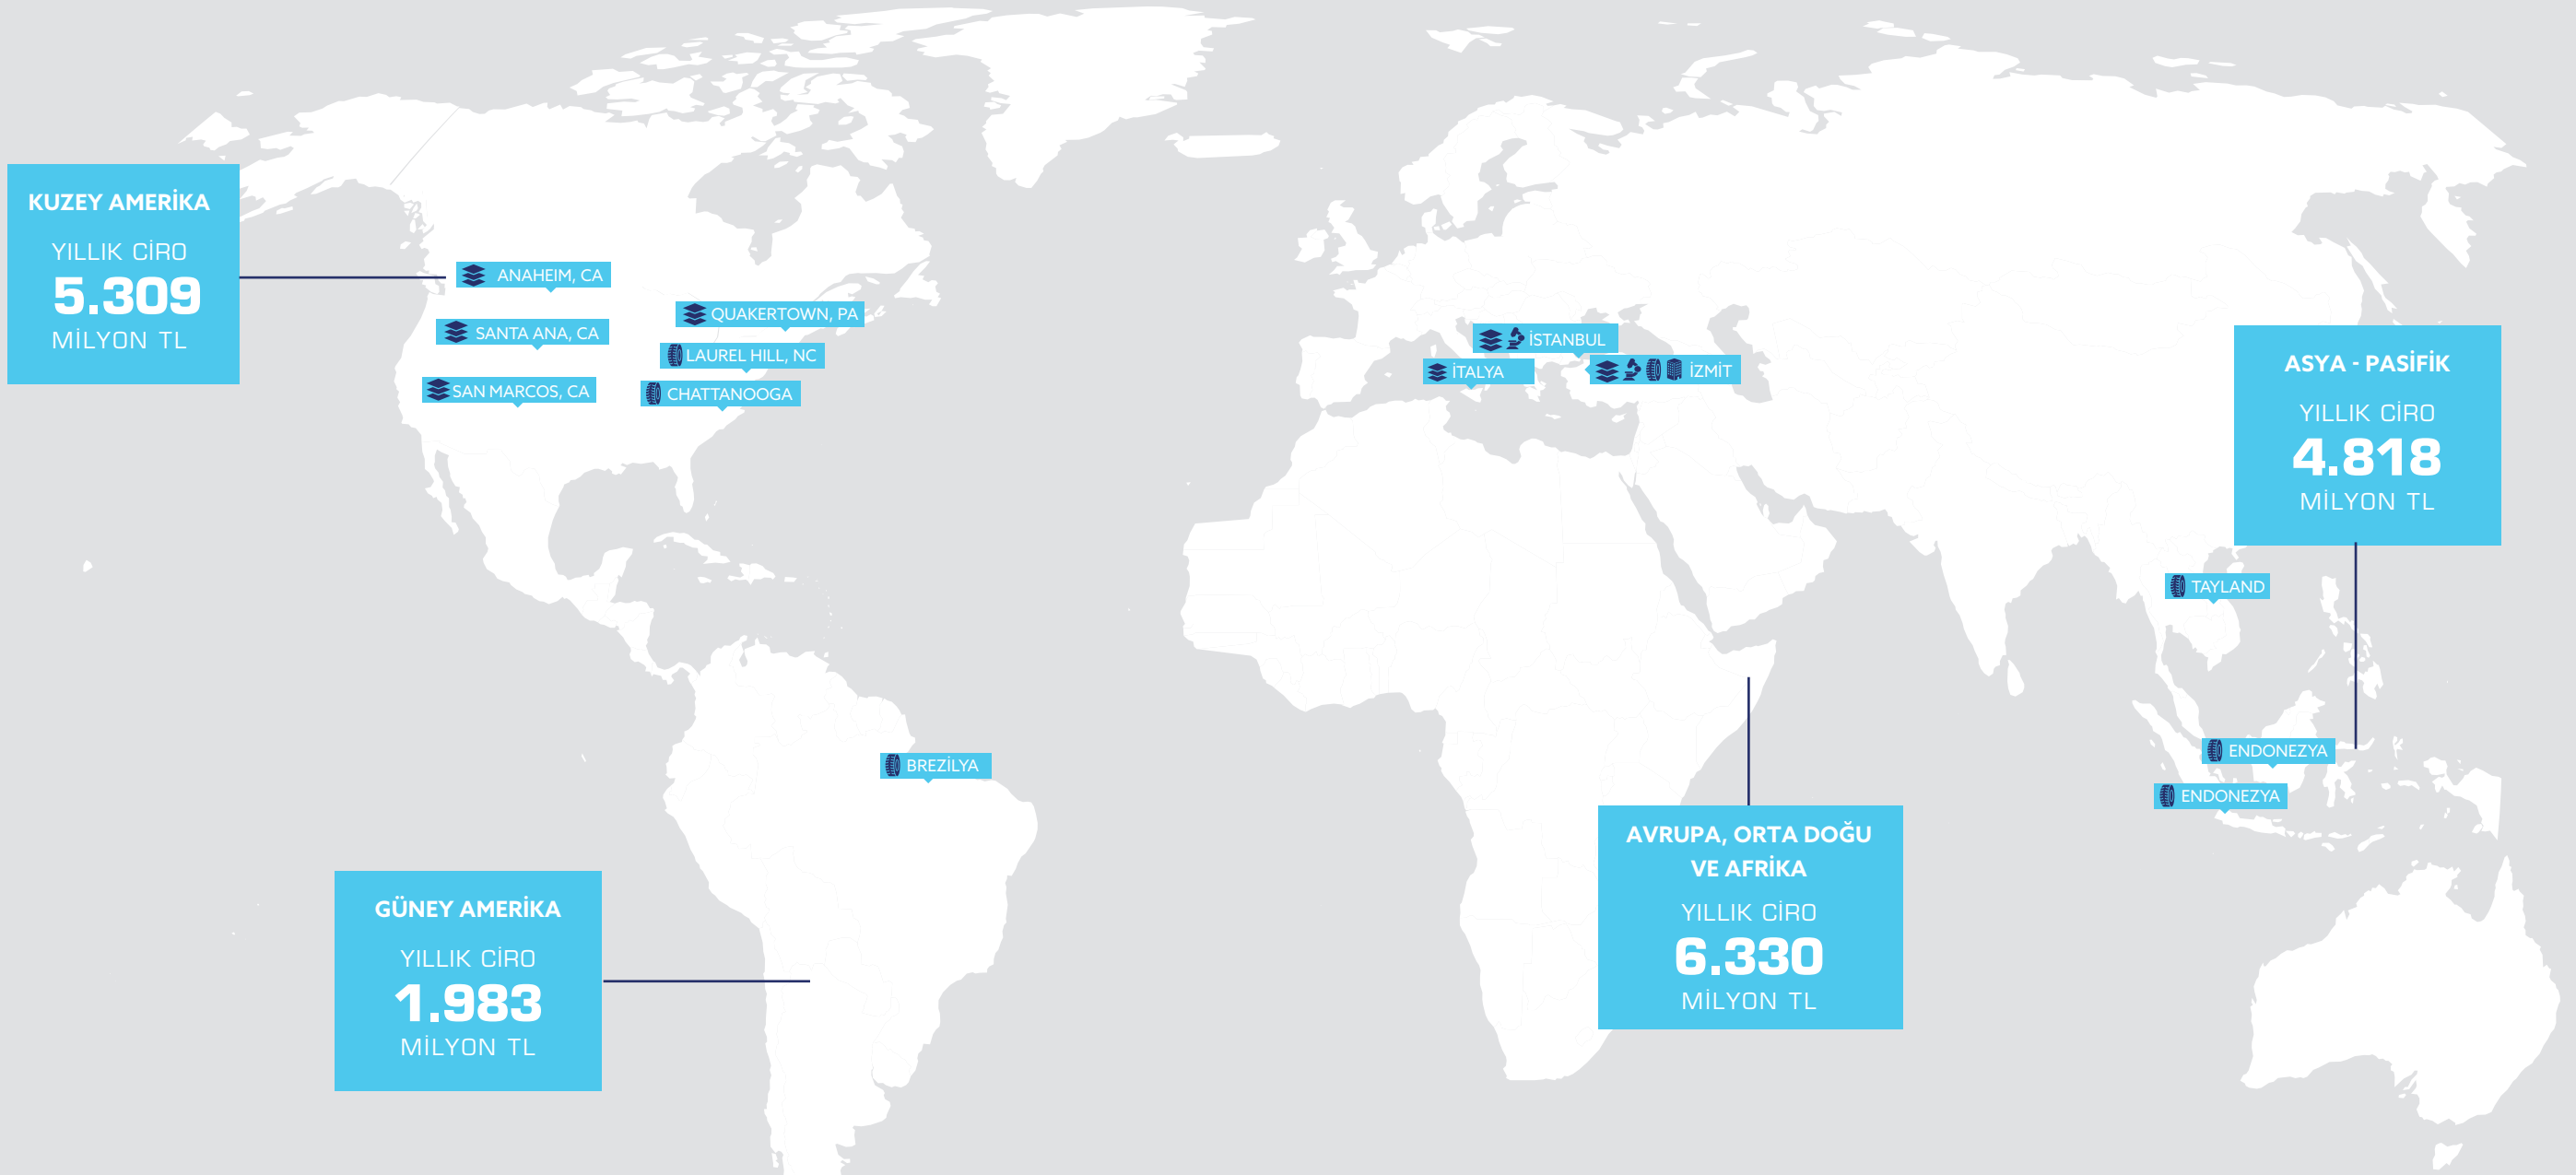 KUZEY AMERİKA
YILLIK CİRO
5.309
MİLYON TL
ANAHEIM, CA
SANTA ANA, CA
SAN MARCOS, CA
QUAKERTOWN, PA
LAUREL HILL, NC
CHATTANOOGA
İSTANBUL
İTALYA
İZMİT
ASYA - PASİFİK
YILLIK CİRO
4.818
MİLYON TL
TAYLAND
ENDONEZYA
ENDONEZYA
BREZİLYA
GÜNEY AMERİKA
YILLIK CİRO
1.983
MİLYON TL
AVRUPA, ORTA DOĞU
VE AFRİKA
YILLIK CİRO
6.330
MİLYON TL